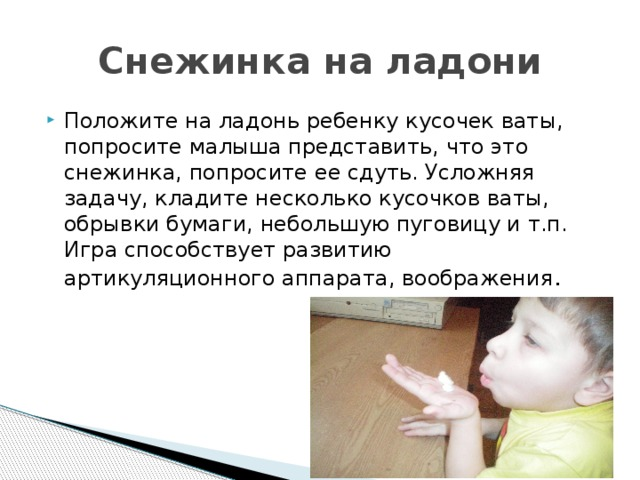 Снежинка на ладони
Положите на ладонь ребенку кусочек ваты,
попросите малыша представить, что это
снежинка, попросите ее сдуть. Усложняя
задачу, кладите несколько кусочков ваты,
обрывки бумаги, небольшую пуговицу и т.п.
Игра способствует развитию
артикуляционного аппарата, воображения.